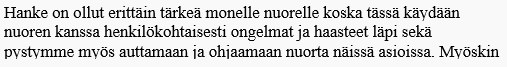 Hanke on ollut erittäin tärkeä monelle nuorelle koska tässä käydään
nuoren kanssa henkilökohtaisesti ongelmat ja haasteet läpi sekä
pystymme myös auttamaan ja ohjaamaan nuorta näissä asioissa. Myöskin